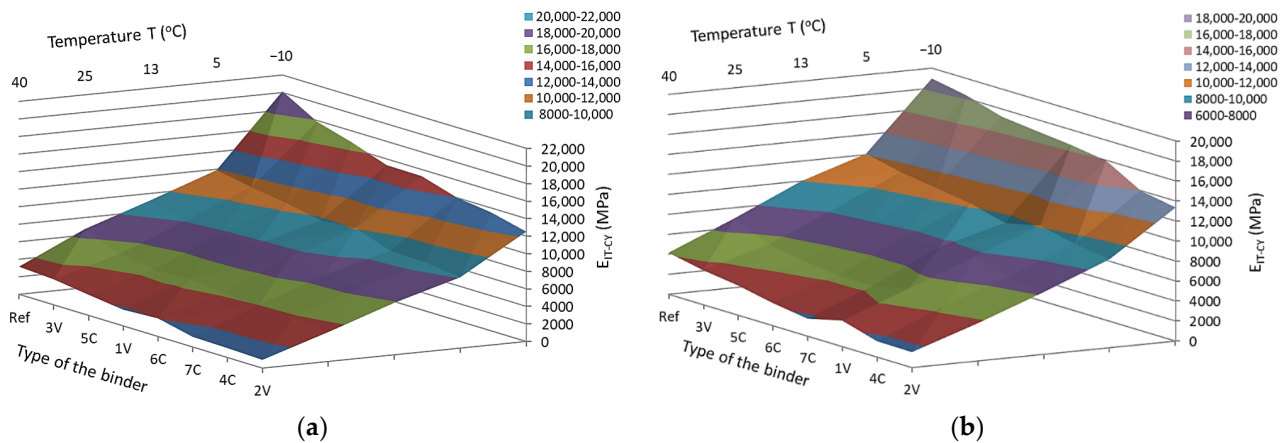 Temperature T (°C)
40
25
13
5
−10
20,000-22,000
18,000-20,000
16,000-18,000
14,000-16,000
12,000-14,000
10,000-12,000
8000-10,000
22,000
20,000
18,000
16,000
14,000
12,000
10,000
8000
6000
4000
2000
0
E_IT-CY (MPa)
Ref
3V
5C
1V
6C
7C
4C
2V
Type of the binder
(a)
Temperature T (°C)
40
25
13
5
−10
18,000-20,000
16,000-18,000
14,000-16,000
12,000-14,000
10,000-12,000
8000-10,000
6000-8000
20,000
18,000
16,000
14,000
12,000
10,000
8000
6000
4000
2000
0
E_IT-CY (MPa)
Ref
3V
5C
6C
7C
1V
4C
2V
Type of the binder
(b)